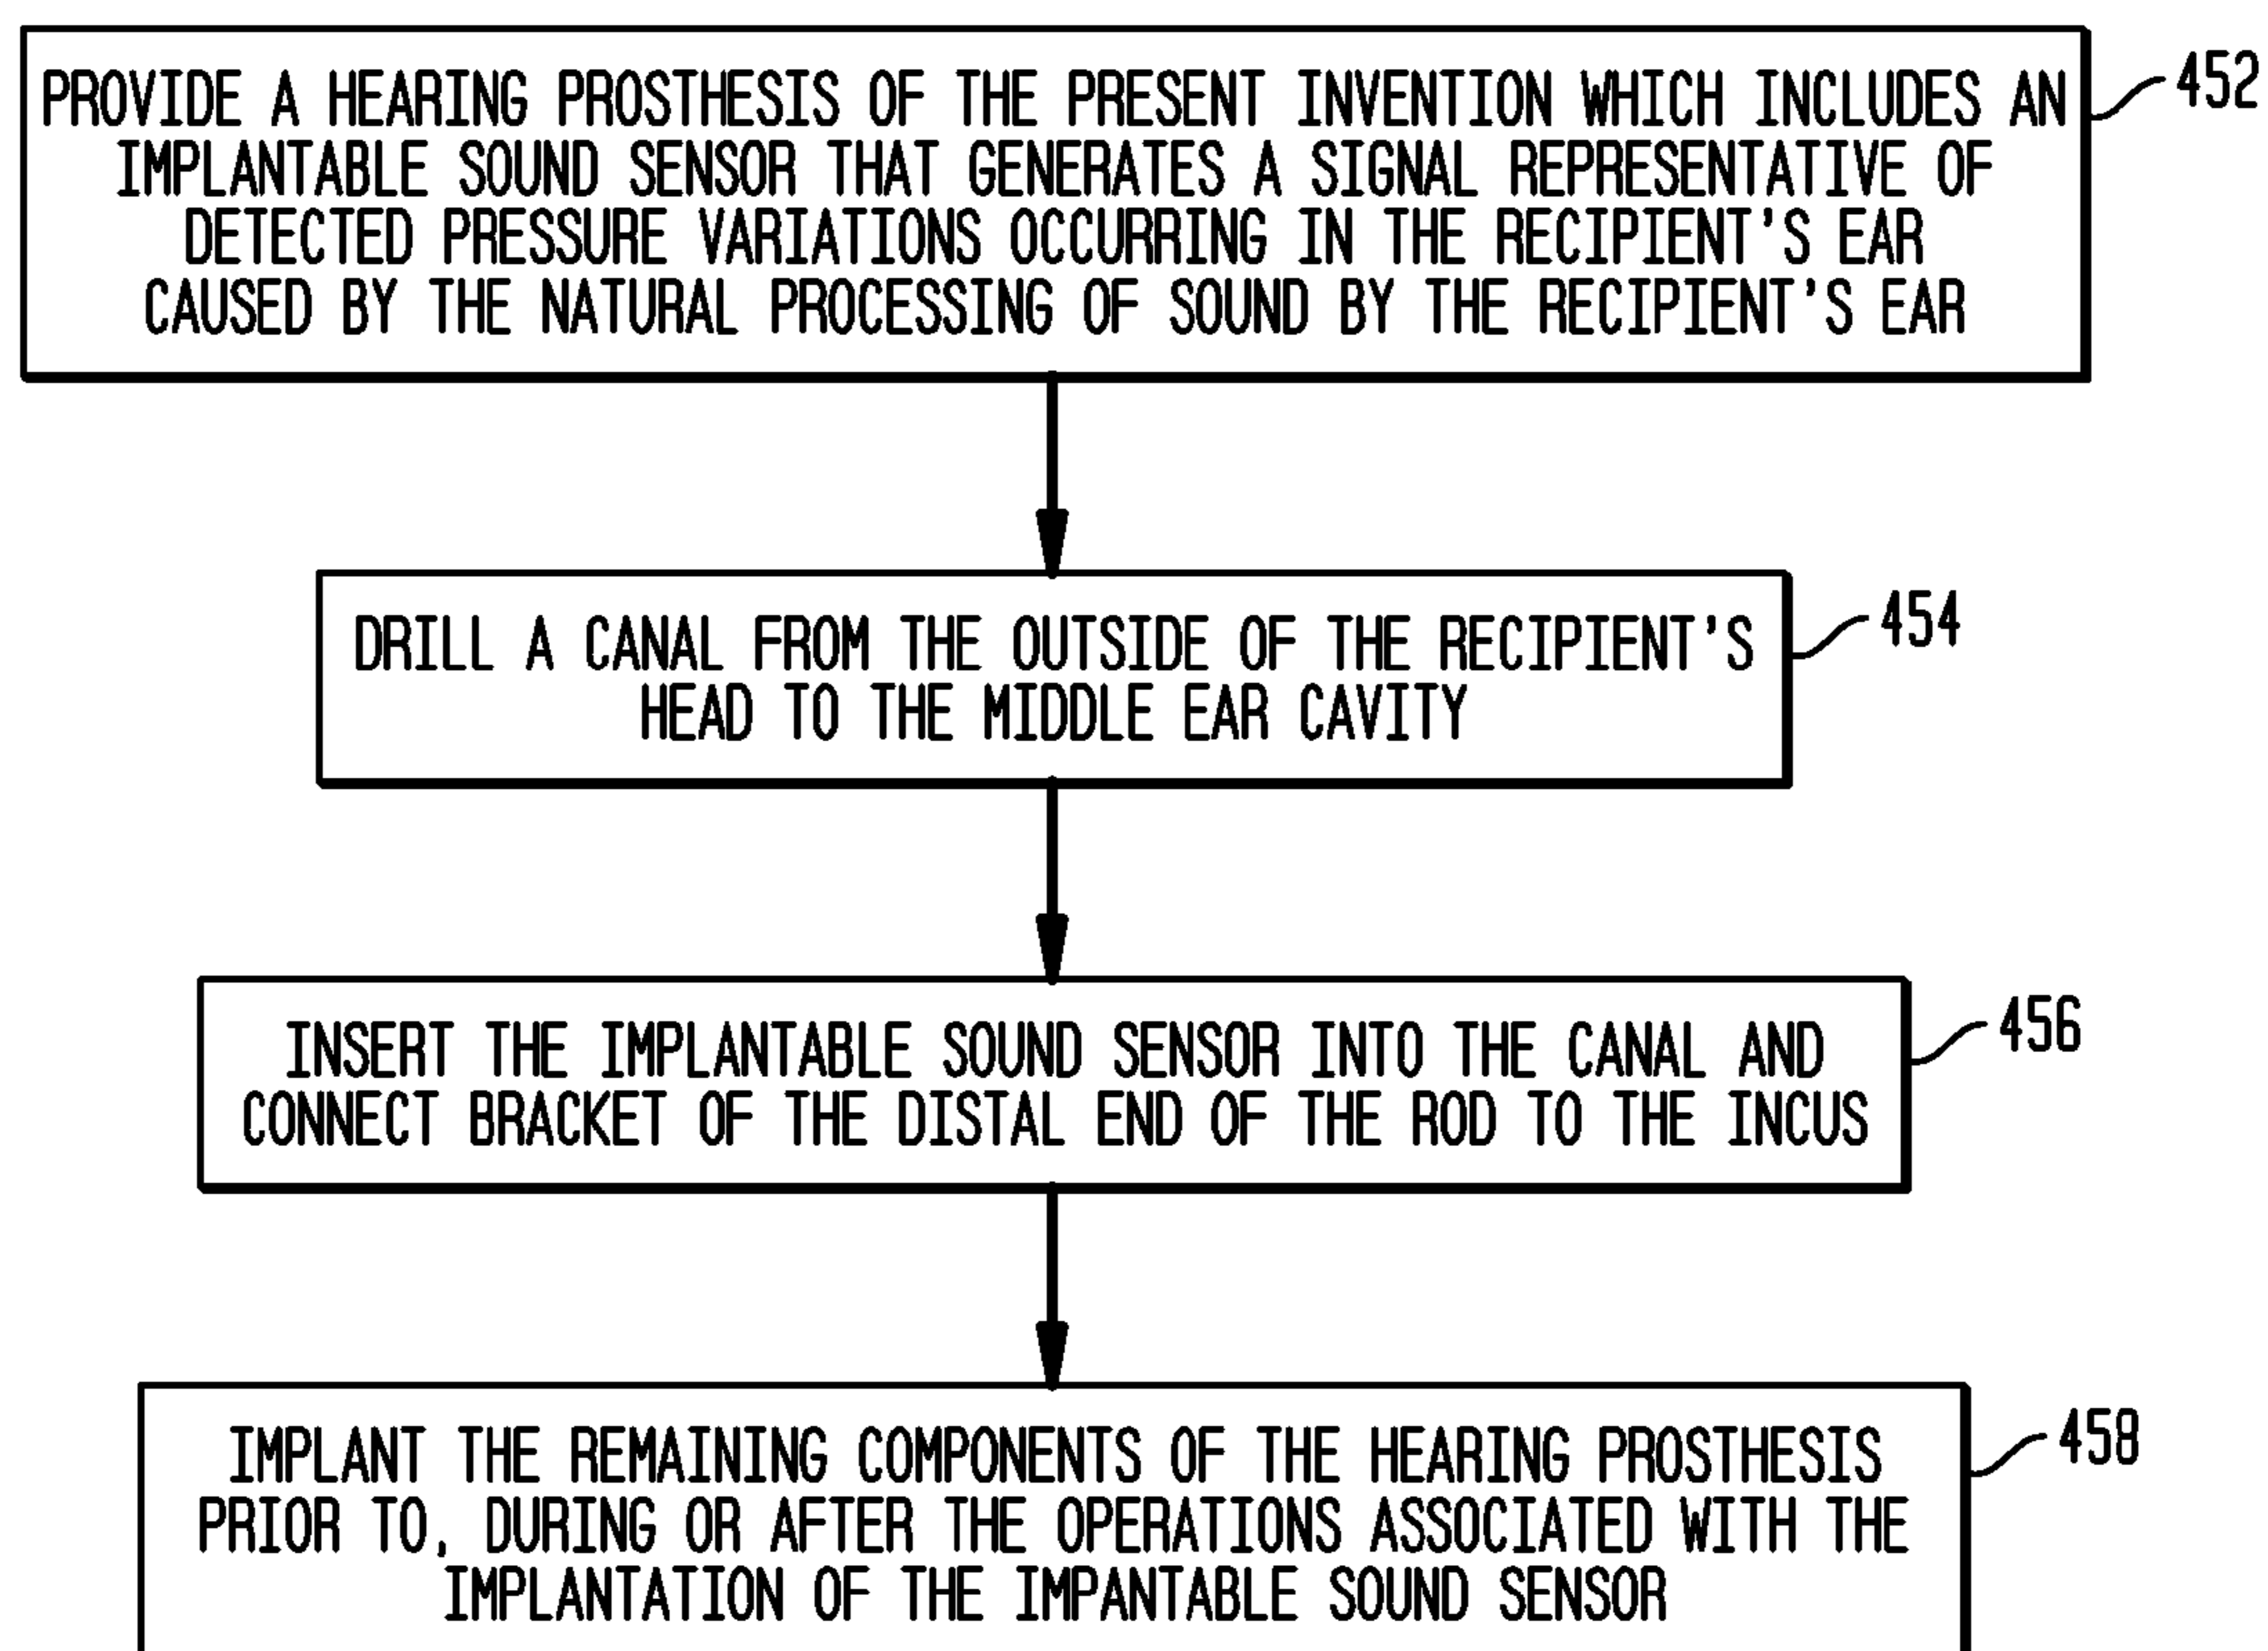 PROVIDE A HEARING PROSTHESIS OF THE PRESENT INVENTION WHICH INCLUDES AN
IMPLANTABLE SOUND SENSOR THAT GENERATES A SIGNAL REPRESENTATIVE OF
DETECTED PRESSURE VARIATIONS OCCURRING IN THE RECIPIENT'S EAR
CAUSED BY THE NATURAL PROCESSING OF SOUND BY THE RECIPIENT'S EAR
452
DRILL A CANAL FROM THE OUTSIDE OF THE RECIPIENT'S
HEAD TO THE MIDDLE EAR CAVITY
454
INSERT THE IMPLANTABLE SOUND SENSOR INTO THE CANAL AND
CONNECT BRACKET OF THE DISTAL END OF THE ROD TO THE INCUS
456
IMPLANT THE REMAINING COMPONENTS OF THE HEARING PROSTHESIS
PRIOR TO, DURING OR AFTER THE OPERATIONS ASSOCIATED WITH THE
IMPLANTATION OF THE IMPANTABLE SOUND SENSOR
458